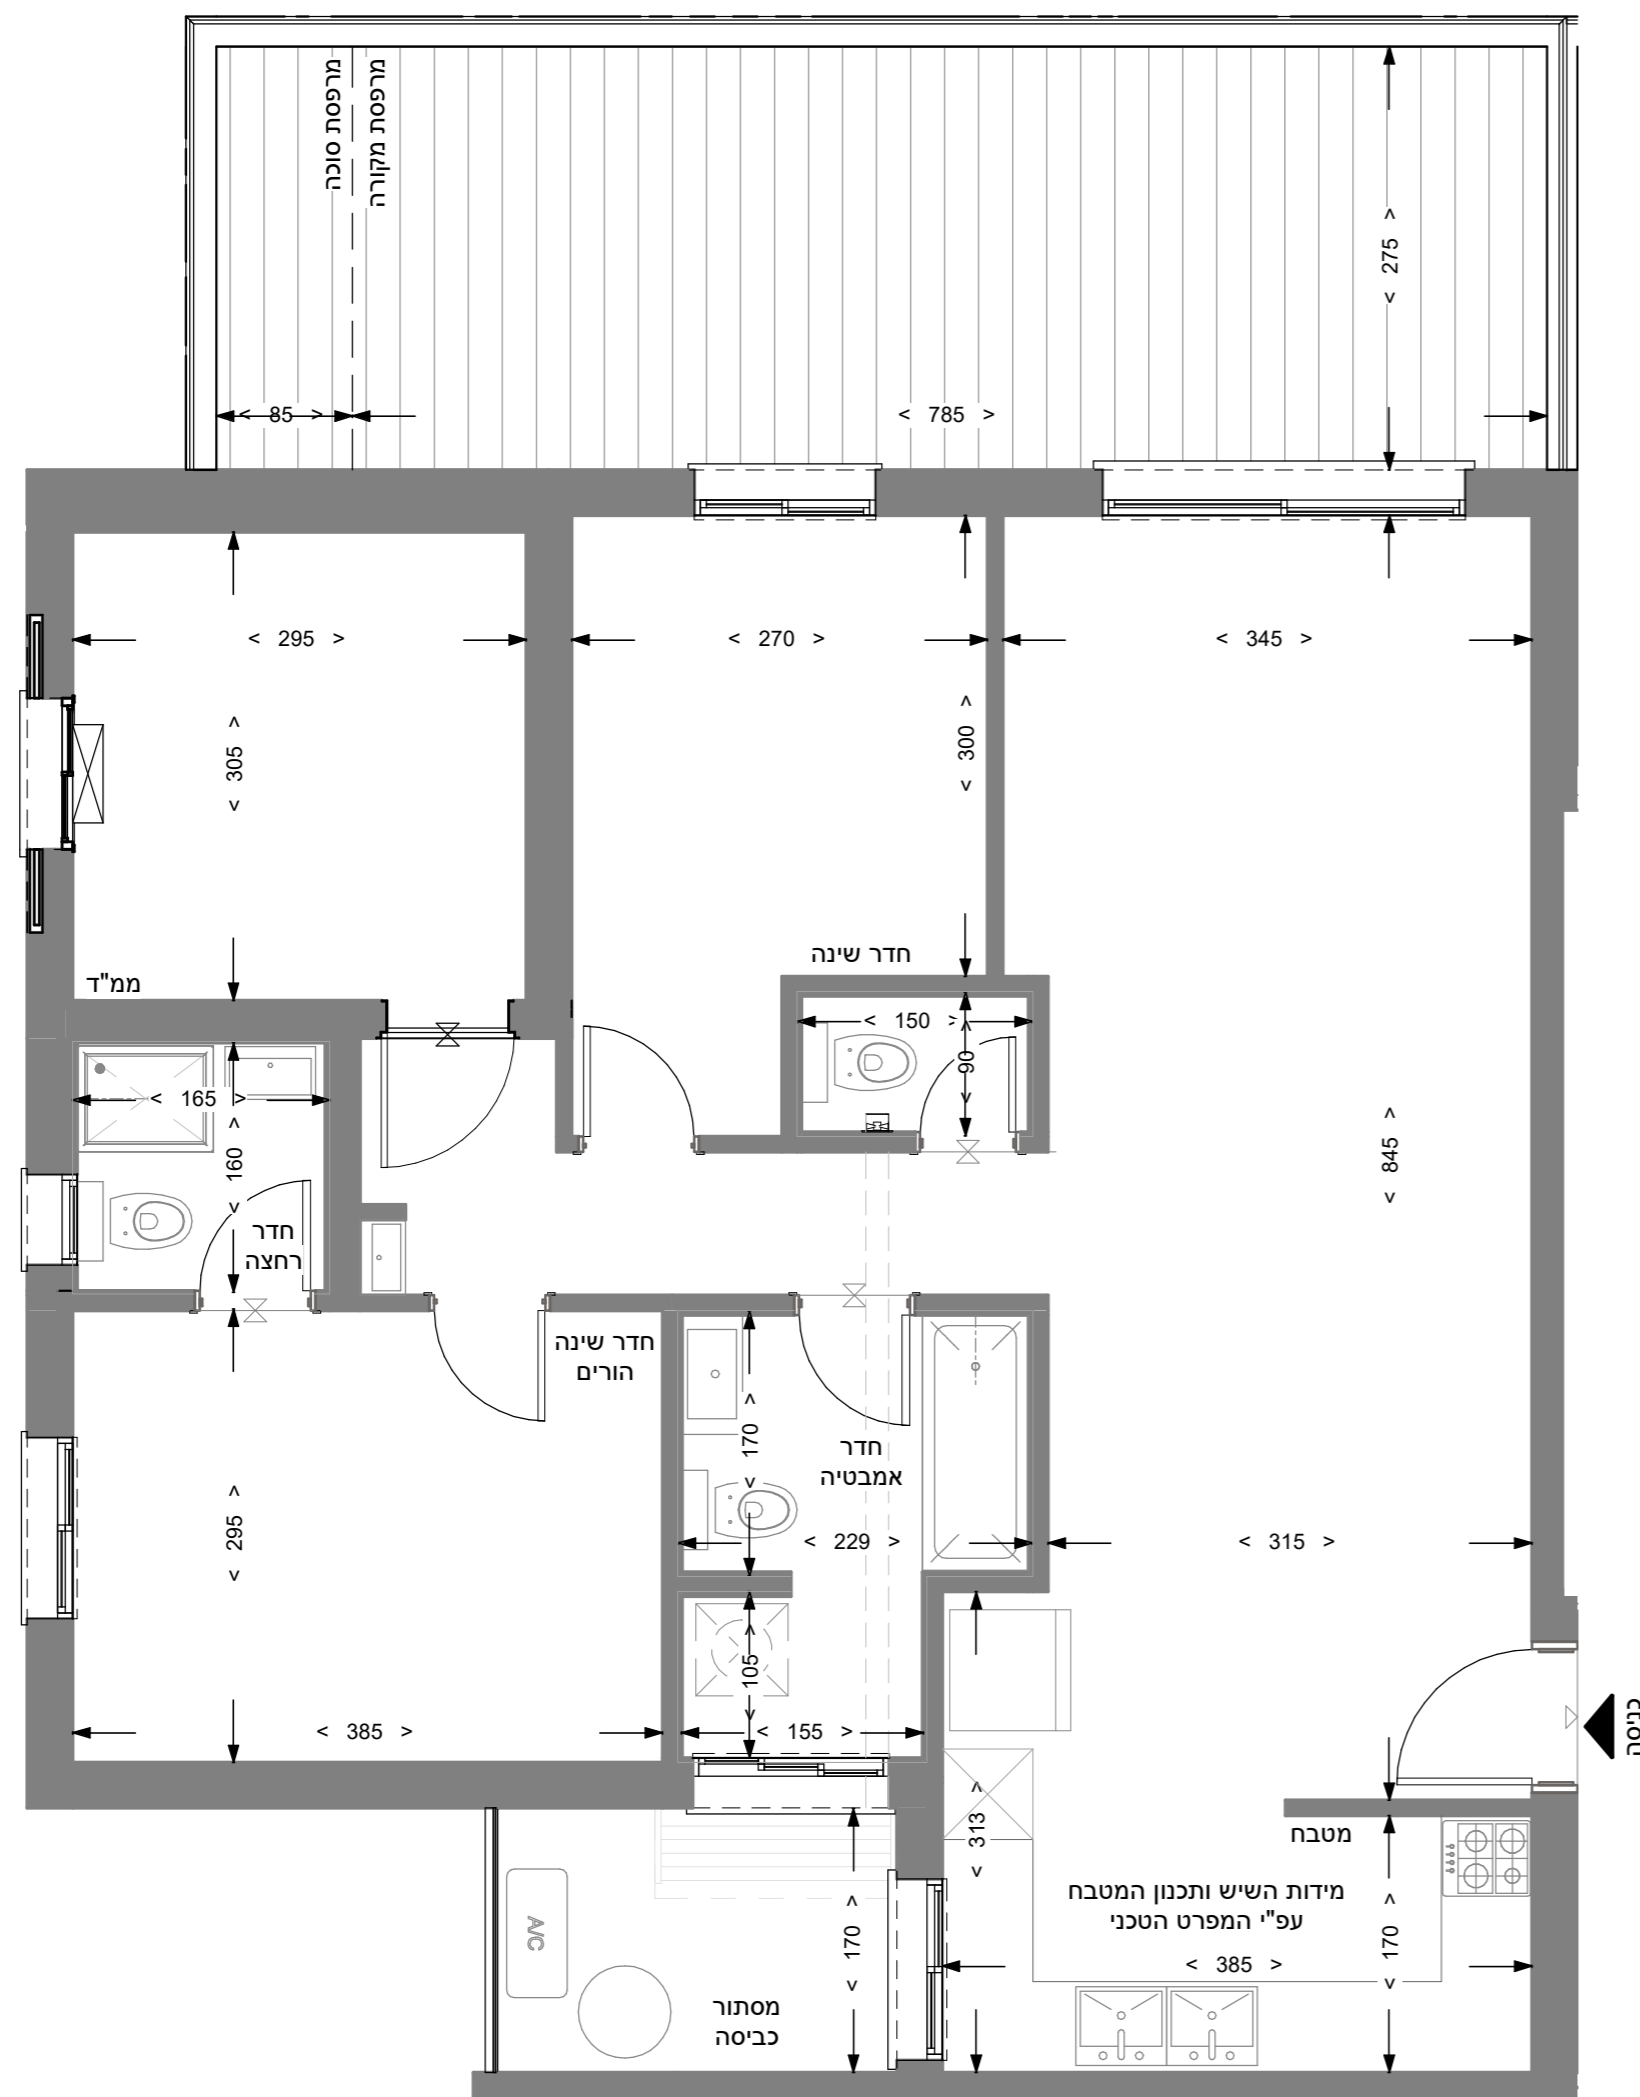 מרפסת סוכה
מרפסת מקורה
< 275 >
< 85 >
< 785 >
< 295 >
< 270 >
< 345 >
< 305 >
< 300 >
חדר שינה
ממ"ד
< 150 >
< 90 >
< 165 >
< 160 >
< 845 >
חדר
רחצה
חדר שינה
הורים
< 170 >
חדר
אמבטיה
< 295 >
< 229 >
< 315 >
< 105 >
< 385 >
< 155 >
כניסה
< 313 >
מטבח
מידות השיש ותכנון המטבח
עפ"י המפרט הטכני
A/C
< 170 >
< 170 >
< 385 >
מסתור
כביסה